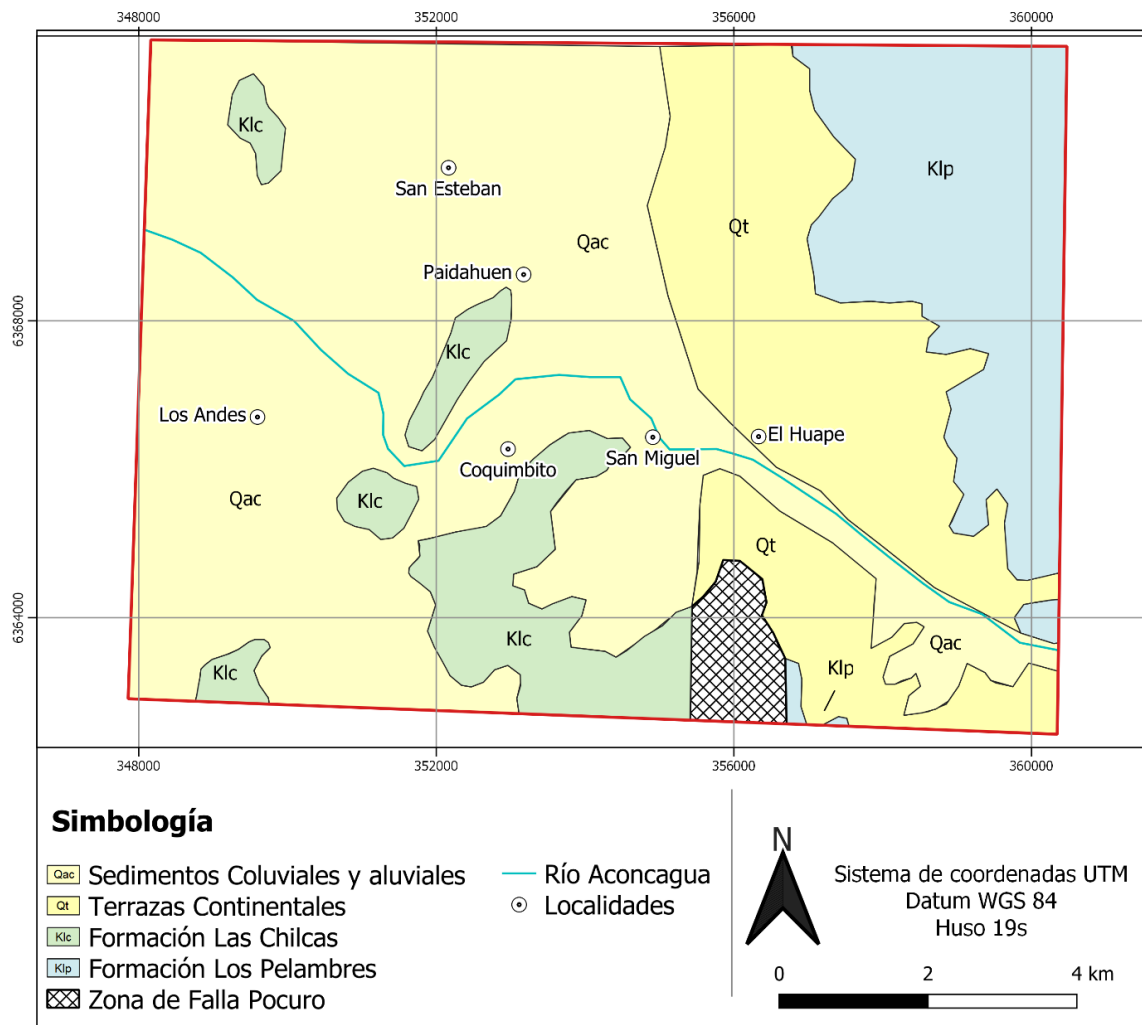 348000
352000
356000
360000
Klc
San Esteban
Klp
Qt
Qac
Paidahuen
6368000
Klc
Los Andes
El Huape
San Miguel
Coquimbito
Qac
Klc
Qt
6364000
Klc
Qac
Klc
Klp
348000
352000
356000
360000
Simbología
Qac Sedimentos Coluviales y aluviales
Qt Terrazas Continentales
Klc Formación Las Chilcas
Klp Formación Los Pelambres
Zona de Falla Pocuro
Río Aconcagua
Localidades
N
Sistema de coordenadas UTM
Datum WGS 84
Huso 19s
0 2 4 km